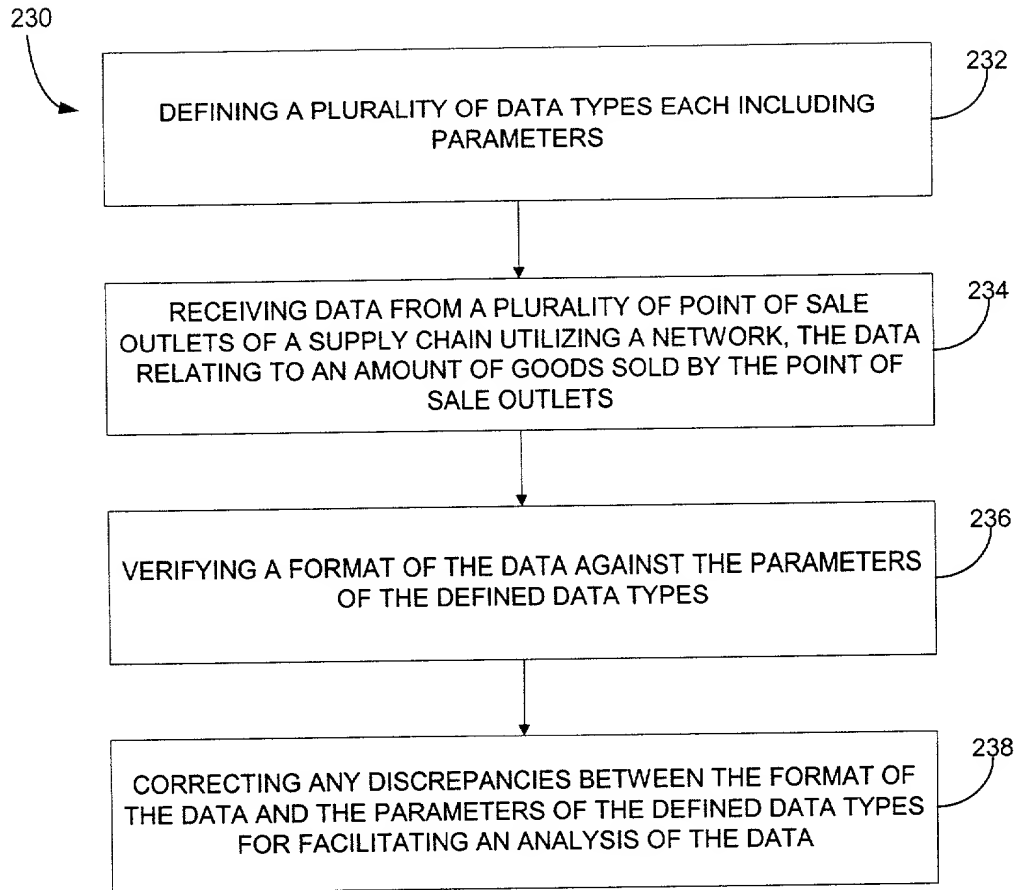 230
232
DEFINING A PLURALITY OF DATA TYPES EACH INCLUDING
PARAMETERS
234
RECEIVING DATA FROM A PLURALITY OF POINT OF SALE
OUTLETS OF A SUPPLY CHAIN UTILIZING A NETWORK, THE DATA
RELATING TO AN AMOUNT OF GOODS SOLD BY THE POINT OF
SALE OUTLETS
236
VERIFYING A FORMAT OF THE DATA AGAINST THE PARAMETERS
OF THE DEFINED DATA TYPES
238
CORRECTING ANY DISCREPANCIES BETWEEN THE FORMAT OF
THE DATA AND THE PARAMETERS OF THE DEFINED DATA TYPES
FOR FACILITATING AN ANALYSIS OF THE DATA